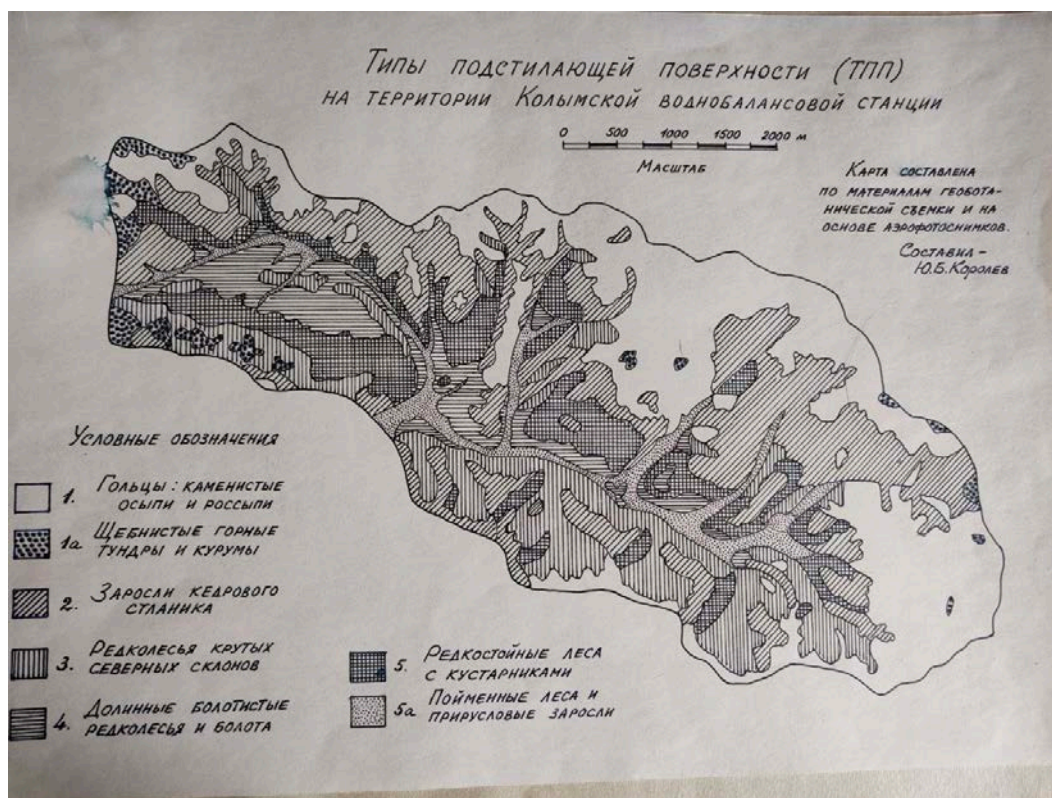 Типы подстилающей поверхности (ТПП)
на территории Колымской воднобалансовой станции
0 500 1000 1500 2000 м
Масштаб
Карта составлена
по материалам геобота-
нической съемки и на
основе аэрофотоснимков.
Составил -
Ю.Б. Королев
Условные обозначения
1. Гольцы: каменистые
осыпи и россыпи
1а Щебнистые горные
тундры и курумы
2. Заросли кедрового
стланика
3. Редколесья крутых
северных склонов
4. Долинные болотистые
редколесья и болота
5. Редкостойные леса
с кустарниками
5а Пойменные леса и
прирусловые заросли